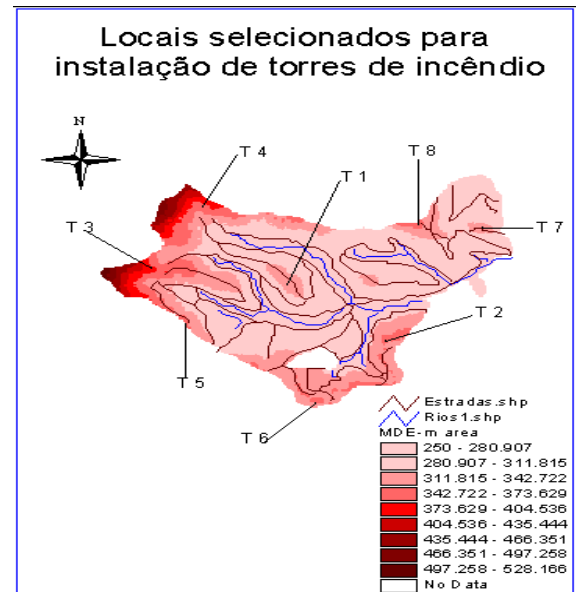 Locais selecionados para
instalação de torres de incêndio
N
T 4
T 8
T 1
T 3
T 7
T 2
T 5
T 6
Estradas.shp
Rios1.shp
MDE-m area
250 - 280.907
280.907 - 311.815
311.815 - 342.722
342.722 - 373.629
373.629 - 404.536
404.536 - 435.444
435.444 - 466.351
466.351 - 497.258
497.258 - 528.166
No Data